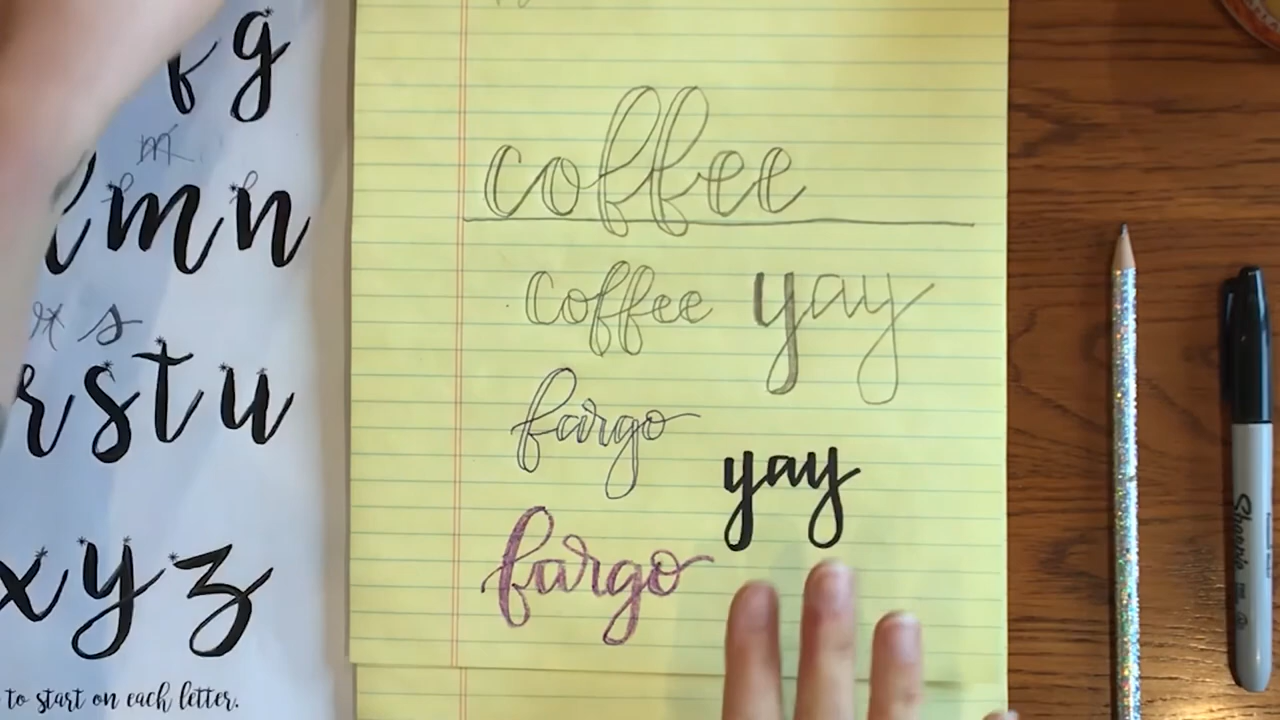 f g
m
l m n
r s
r s t u
x y z
to start on each letter.
coffee
coffee yay
fargo
yay
fargo
Sharpie